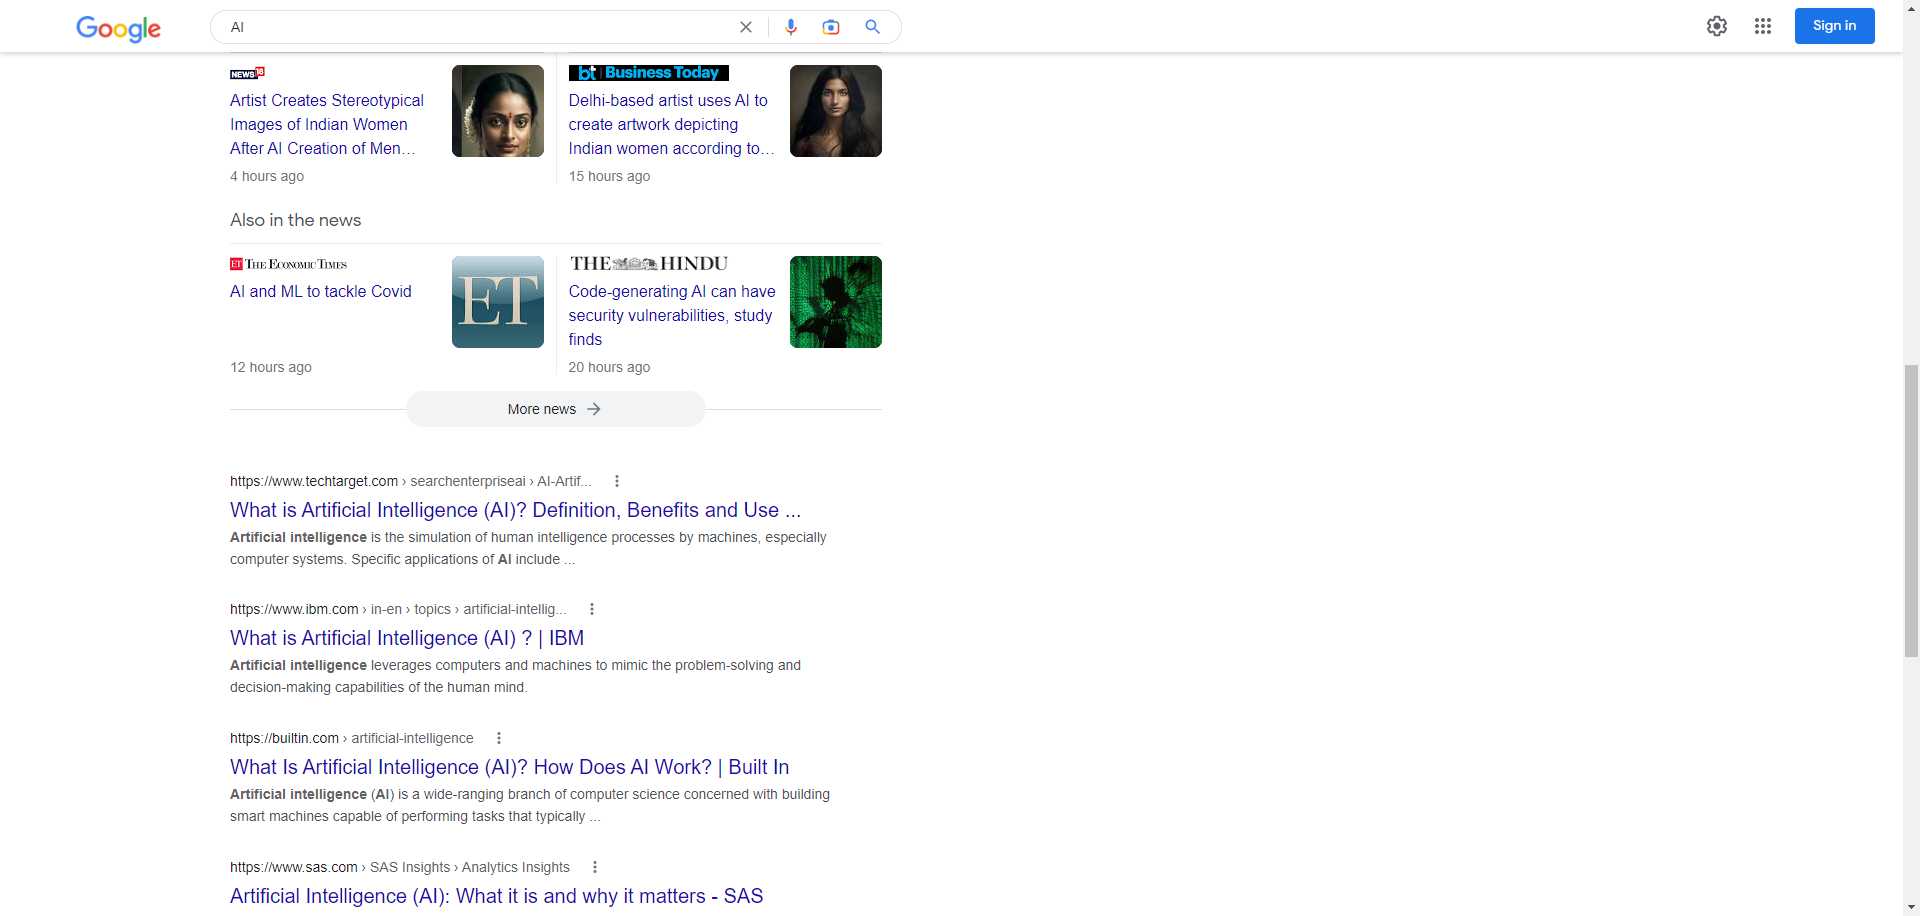 Google
AI
Sign in
NEWS18
Artist Creates Stereotypical
Images of Indian Women
After AI Creation of Men...
4 hours ago
bt Business Today
Delhi-based artist uses AI to
create artwork depicting
Indian women according to...
15 hours ago
Also in the news
ET THE ECONOMIC TIMES
AI and ML to tackle Covid
ET
12 hours ago
THE HINDU
Code-generating AI can have
security vulnerabilities, study
finds
20 hours ago
More news
https://www.techtarget.com › searchenterpriseai › AI-Artif...
What is Artificial Intelligence (AI)? Definition, Benefits and Use ...
Artificial intelligence is the simulation of human intelligence processes by machines, especially
computer systems. Specific applications of AI include ...
https://www.ibm.com › in-en › topics › artificial-intellig...
What is Artificial Intelligence (AI) ? | IBM
Artificial intelligence leverages computers and machines to mimic the problem-solving and
decision-making capabilities of the human mind.
https://builtin.com › artificial-intelligence
What Is Artificial Intelligence (AI)? How Does AI Work? | Built In
Artificial intelligence (AI) is a wide-ranging branch of computer science concerned with building
smart machines capable of performing tasks that typically ...
https://www.sas.com › SAS Insights › Analytics Insights
Artificial Intelligence (AI): What it is and why it matters - SAS